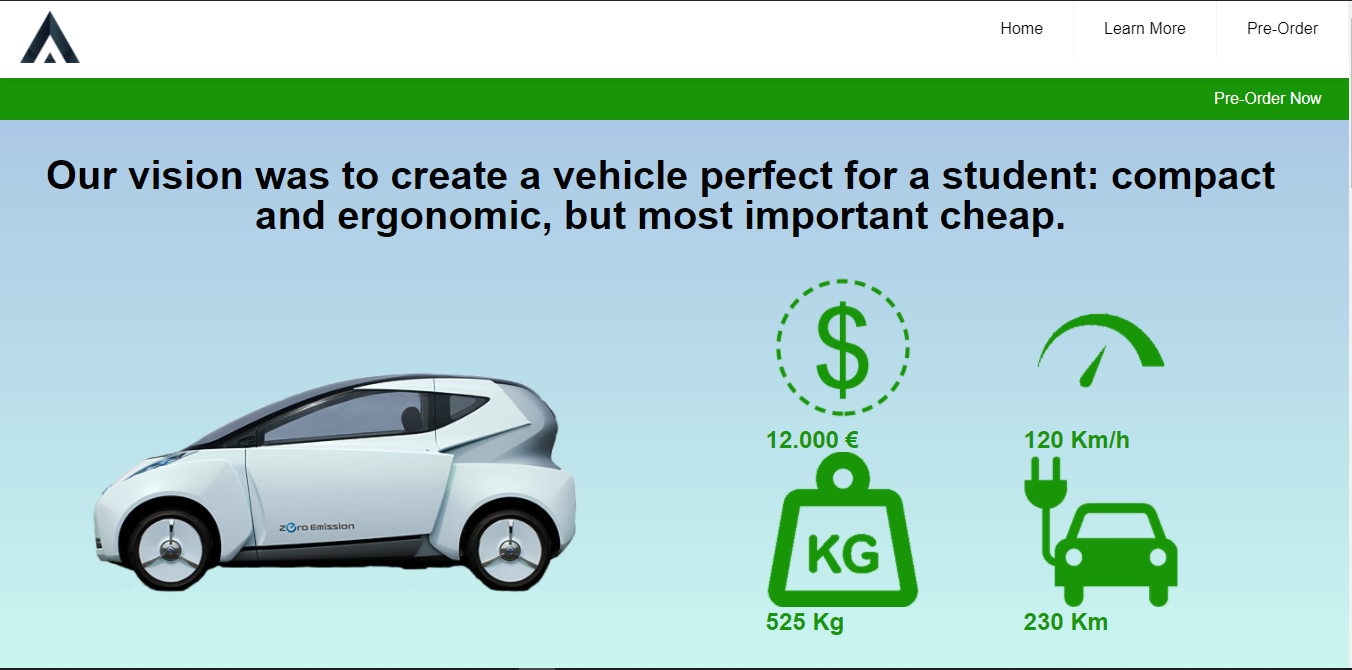 Home
Learn More
Pre-Order
Pre-Order Now
Our vision was to create a vehicle perfect for a student: compact
and ergonomic, but most important cheap.
$
12.000 €
120 Km/h
KG
525 Kg
230 Km
zero Emission